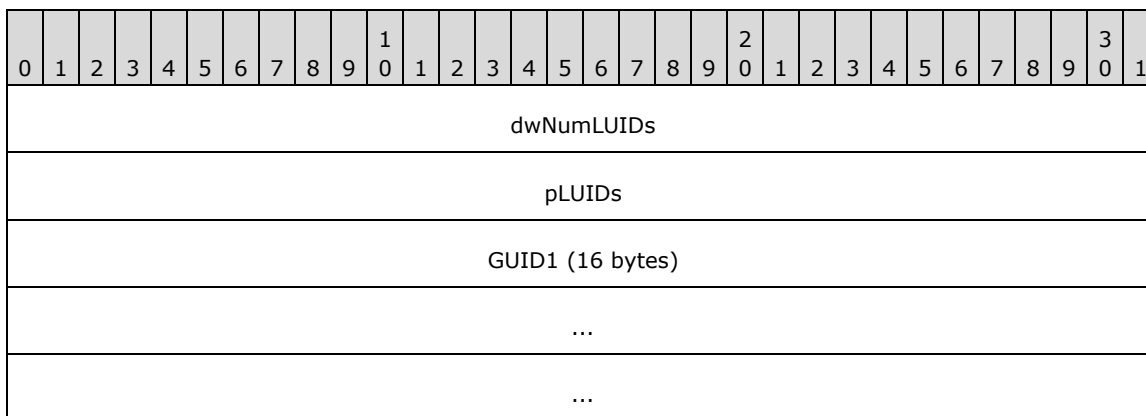 1 2 3
0 1 2 3 4 5 6 7 8 9 0 1 2 3 4 5 6 7 8 9 0 1 2 3 4 5 6 7 8 9 0 1
dwNumLUIDs
pLUIDs
GUID1 (16 bytes)
...
...